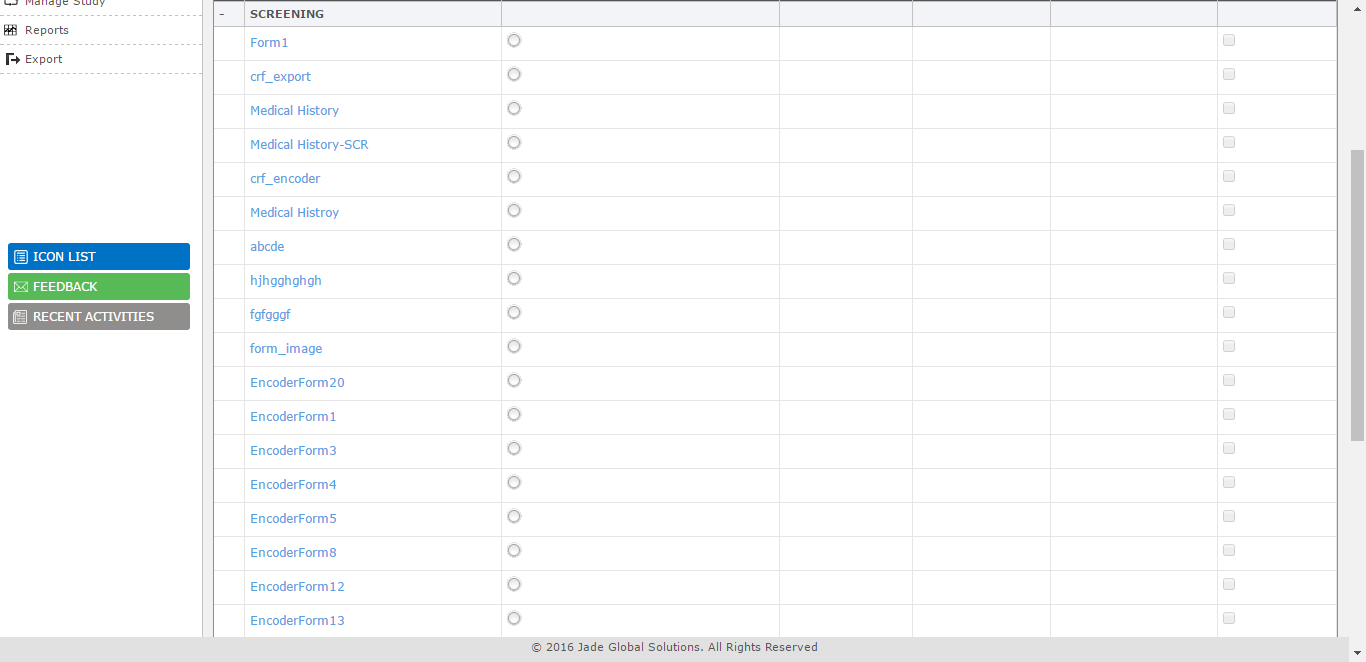 Manage Study
Reports
Export
ICON LIST
FEEDBACK
RECENT ACTIVITIES
- SCREENING
Form1
crf_export
Medical History
Medical History-SCR
crf_encoder
Medical Histroy
abcde
hjhgghghgh
fgfgggf
form_image
EncoderForm20
EncoderForm1
EncoderForm3
EncoderForm4
EncoderForm5
EncoderForm8
EncoderForm12
EncoderForm13
© 2016 Jade Global Solutions. All Rights Reserved